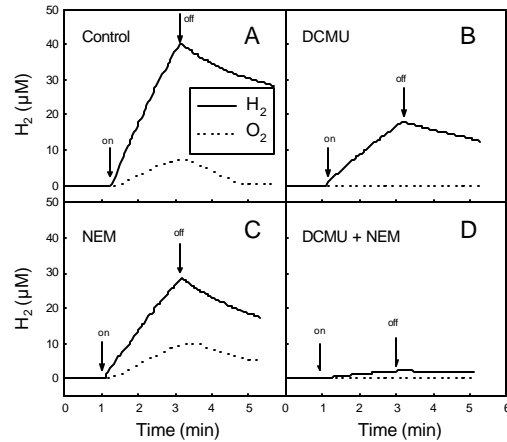 50
40
30
20
10
0
H2 (µM)
Control
A
on
off
H2
O2
DCMU
B
on
off
50
40
30
20
10
0
H2 (µM)
NEM
C
on
off
DCMU + NEM
D
on
off
0 1 2 3 4 5
0 1 2 3 4 5 6
Time (min)
Time (min)